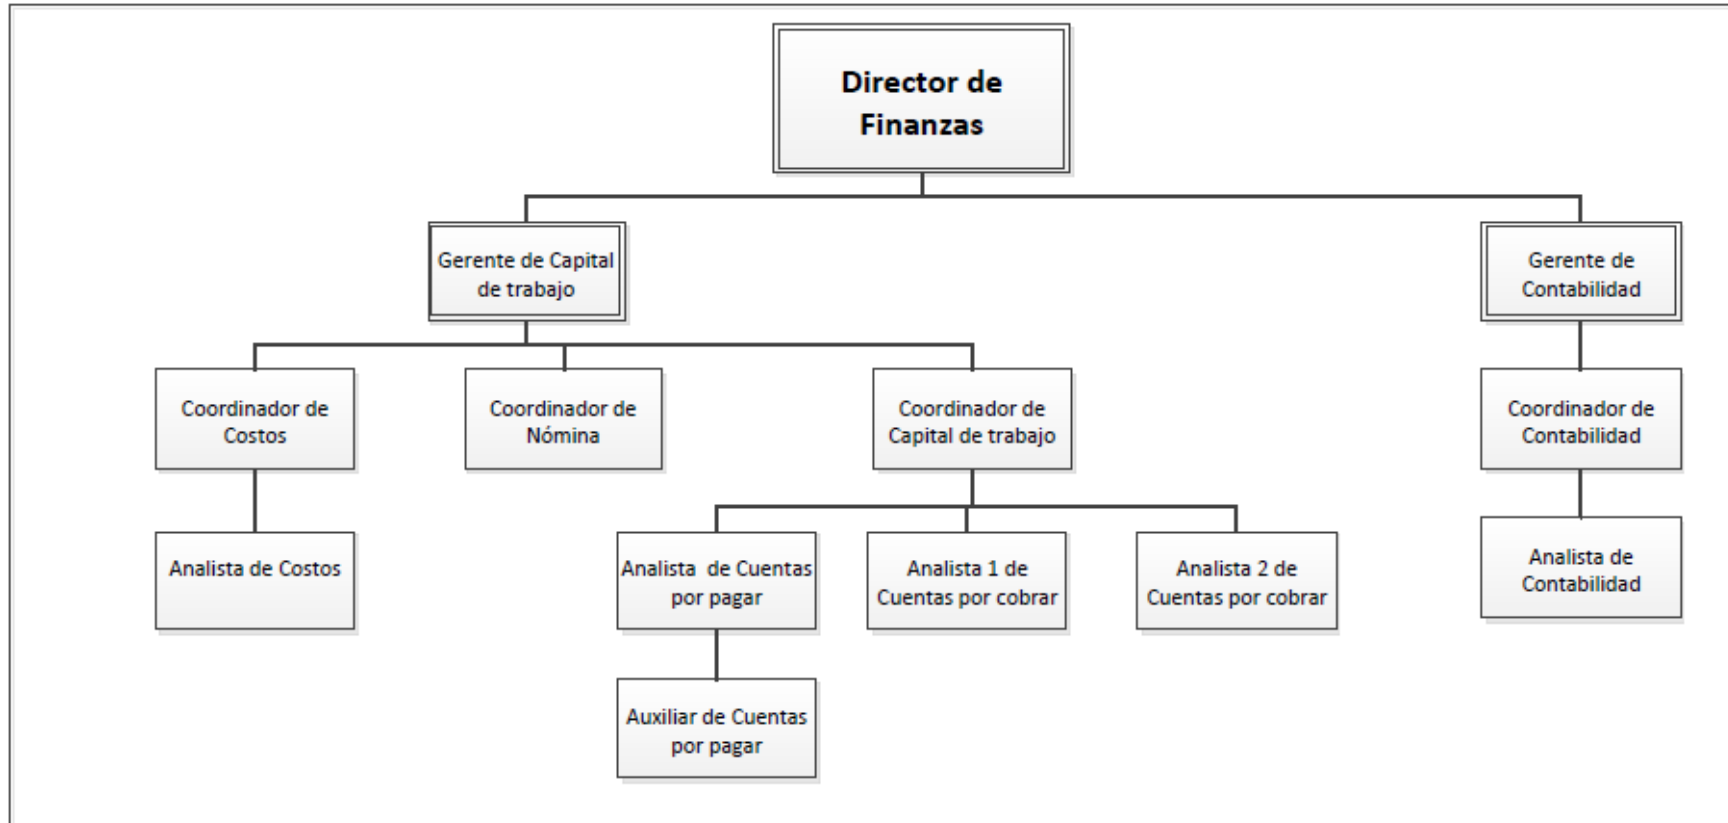 Director de
Finanzas
Gerente de Capital
de trabajo
Gerente de
Contabilidad
Coordinador de
Costos
Coordinador de
Nómina
Coordinador de
Capital de trabajo
Coordinador de
Contabilidad
Analista de Costos
Analista  de Cuentas
por pagar
Analista 1 de
Cuentas por cobrar
Analista 2 de
Cuentas por cobrar
Analista de
Contabilidad
Auxiliar de Cuentas
por pagar